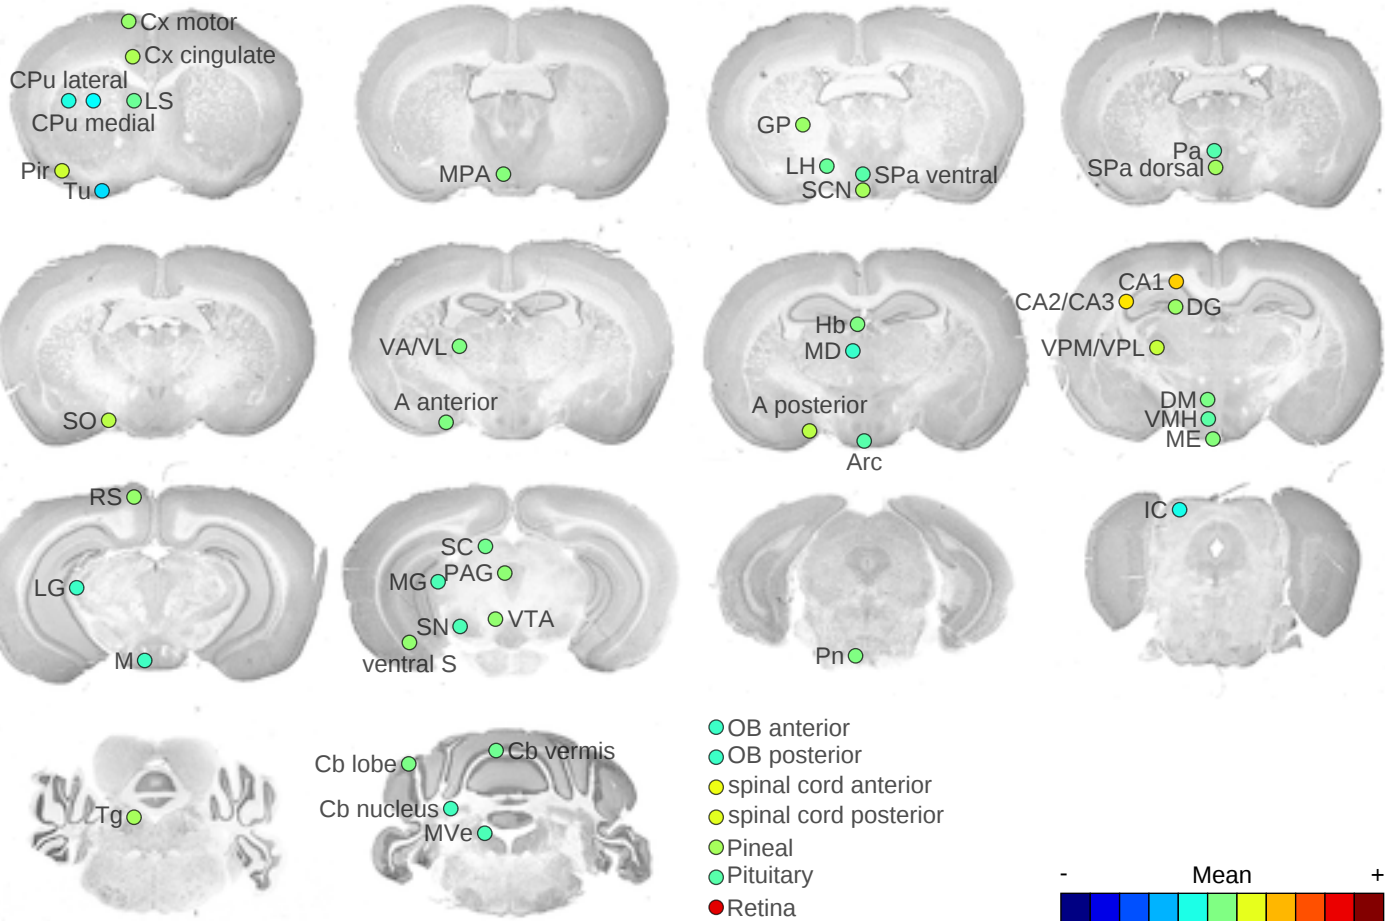 Cx motor
Cx cingulate
CPu lateral
LS
CPu medial
Pir
Tu
MPA
GP
LH
SPa ventral
SCN
Pa
SPa dorsal
SO
VA/VL
A anterior
Hb
MD
A posterior
Arc
CA1
CA2/CA3
DG
VPM/VPL
DM
VMH
ME
RS
LG
M
SC
PAG
MG
VTA
SN
ventral S
Pn
IC
Tg
Cb vermis
Cb lobe
Cb nucleus
MVe
OB anterior
OB posterior
spinal cord anterior
spinal cord posterior
Pineal
Pituitary
Retina
- Mean +